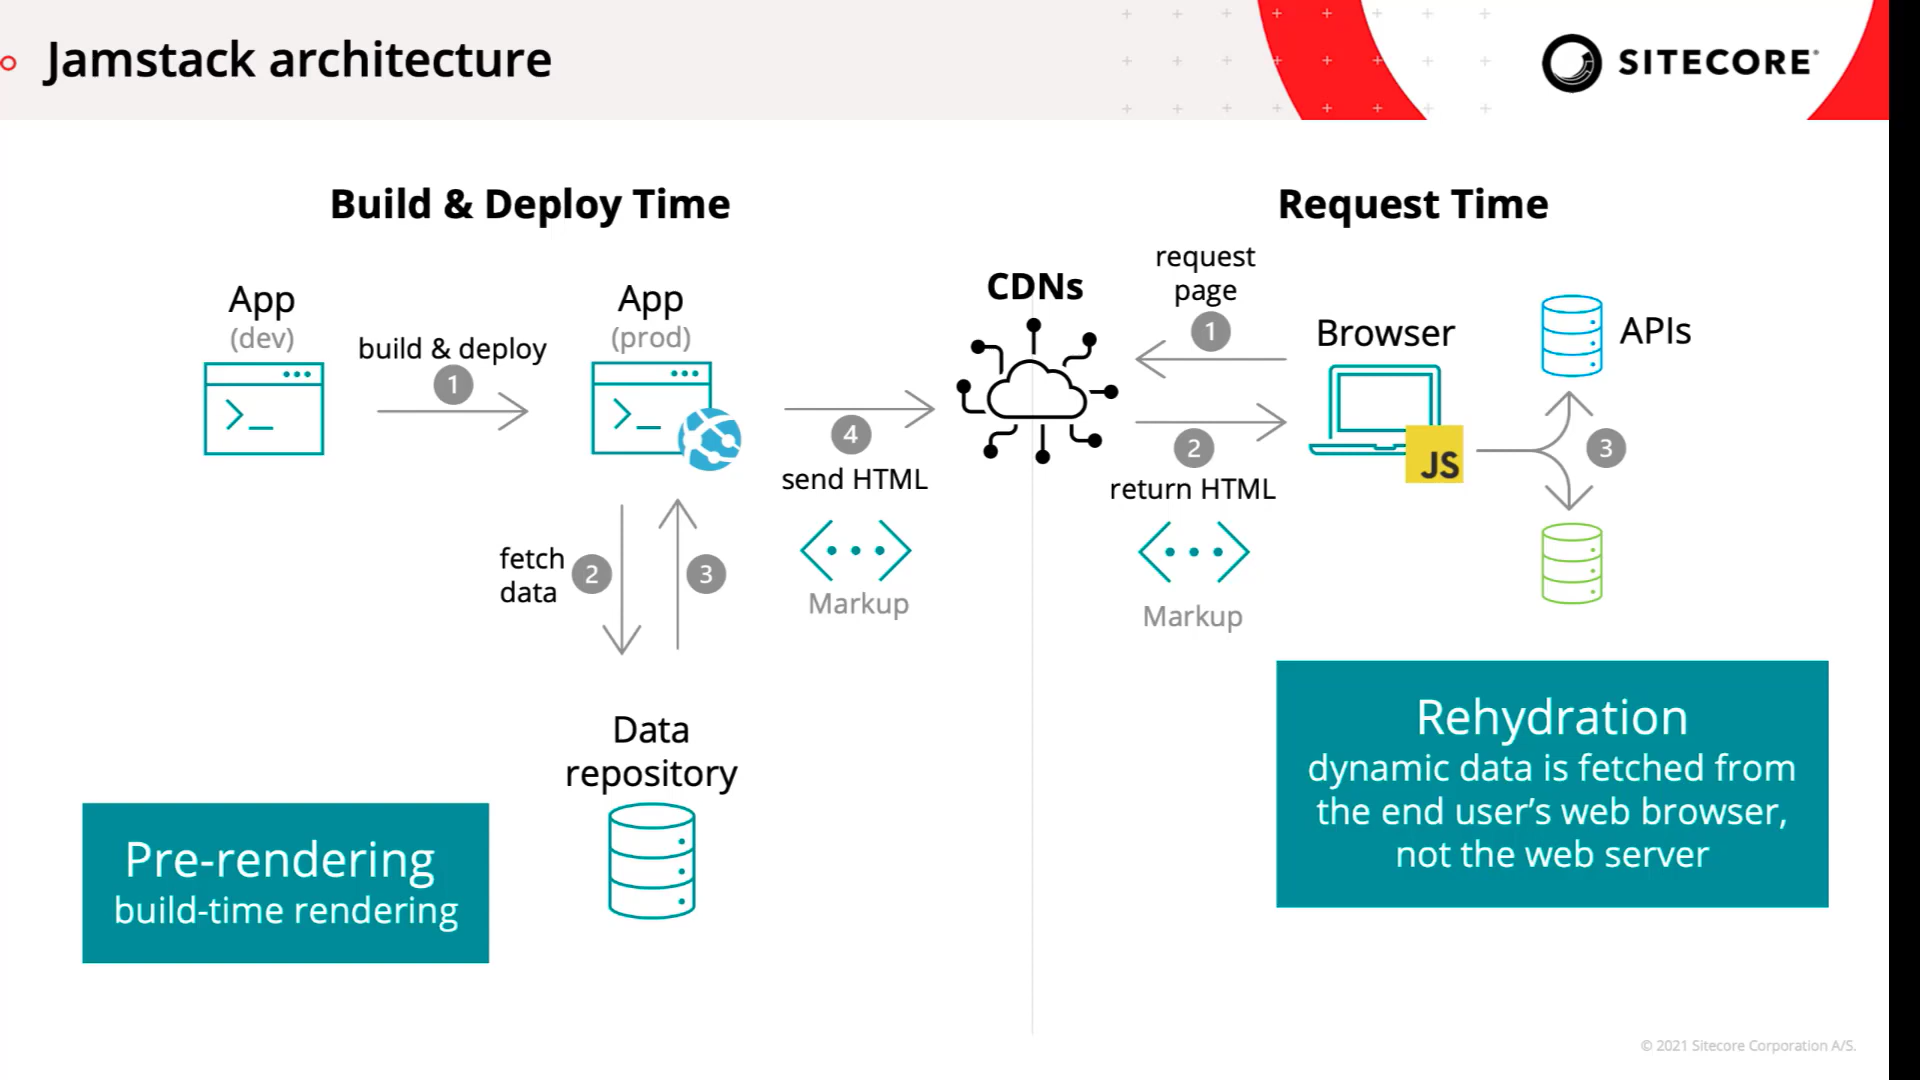 Jamstack architecture
SITECORE
Build & Deploy Time
Request Time
App
(dev)
build & deploy
1
App
(prod)
fetch
data
2
3
Data
repository
4
send HTML
Markup
CDNs
request
page
1
2
return HTML
Markup
Browser
JS
APIs
3
Pre-rendering
build-time rendering
Rehydration
dynamic data is fetched from
the end user’s web browser,
not the web server
© 2021 Sitecore Corporation A/S.